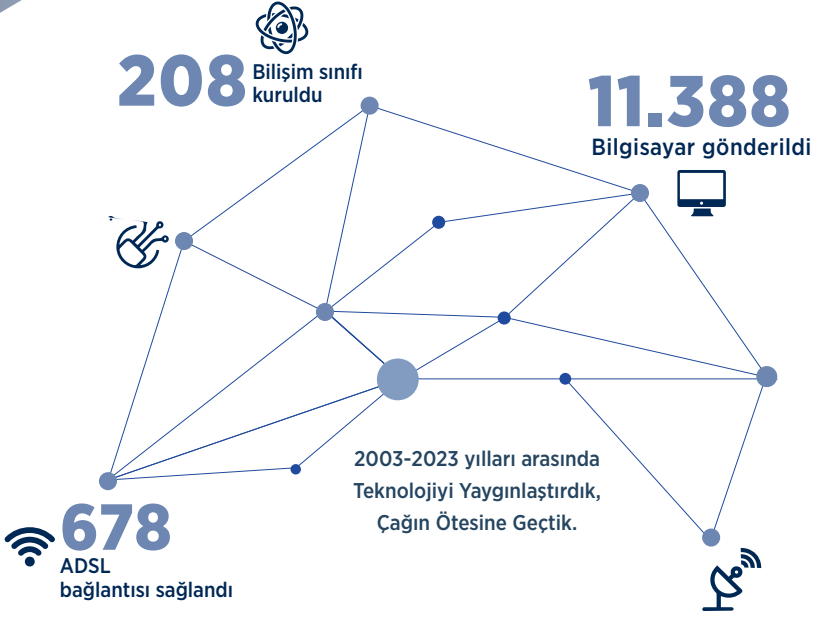 208
Bilişim sınıfı
kuruldu
11.388
Bilgisayar gönderildi
2003-2023 yılları arasında
Teknolojiyi Yaygınlaştırdık,
Çağın Ötesine Geçtik.
678
ADSL
bağlantısı sağlandı